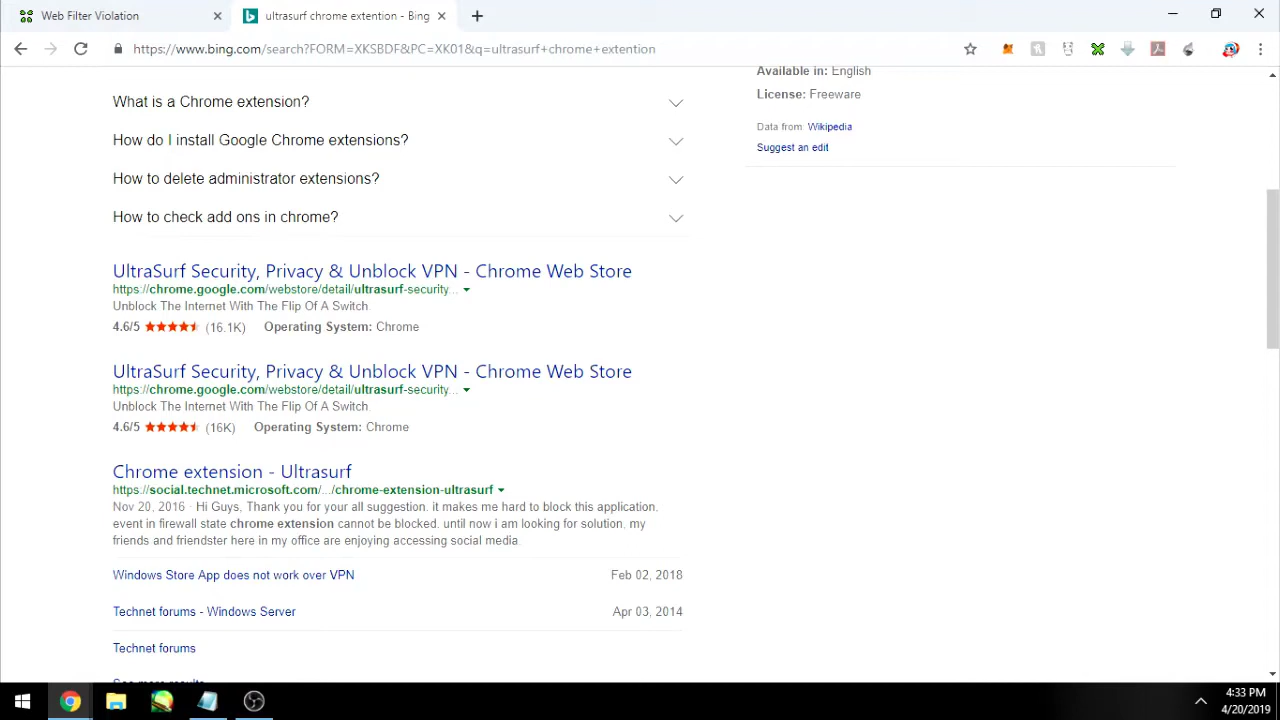 Web Filter Violation
ultrasurf chrome extention - Bing
https://www.bing.com/search?FORM=XKSBDF&PC=XK01&q=ultrasurf+chrome+extention
What is a Chrome extension?
How do I install Google Chrome extensions?
How to delete administrator extensions?
How to check add ons in chrome?
UltraSurf Security, Privacy & Unblock VPN - Chrome Web Store
https://chrome.google.com/webstore/detail/ultrasurf-security...
Unblock The Internet With The Flip Of A Switch.
4.6/5 (16.1K) Operating System: Chrome
UltraSurf Security, Privacy & Unblock VPN - Chrome Web Store
https://chrome.google.com/webstore/detail/ultrasurf-security...
Unblock The Internet With The Flip Of A Switch.
4.6/5 (16K) Operating System: Chrome
Chrome extension - Ultrasurf
https://social.technet.microsoft.com/.../chrome-extension-ultrasurf
Nov 20, 2016 · Hi Guys, Thank you for your all suggestion. it makes me hard to block this application.
event in firewall state chrome extension cannot be blocked. until now i am looking for solution, my
friends and friendster here in my office are enjoying accessing social media.
Windows Store App does not work over VPN Feb 02, 2018
Technet forums - Windows Server Apr 03, 2014
Technet forums
See more results
Available in: English
License: Freeware
Data from: Wikipedia
Suggest an edit
4:33 PM
4/20/2019